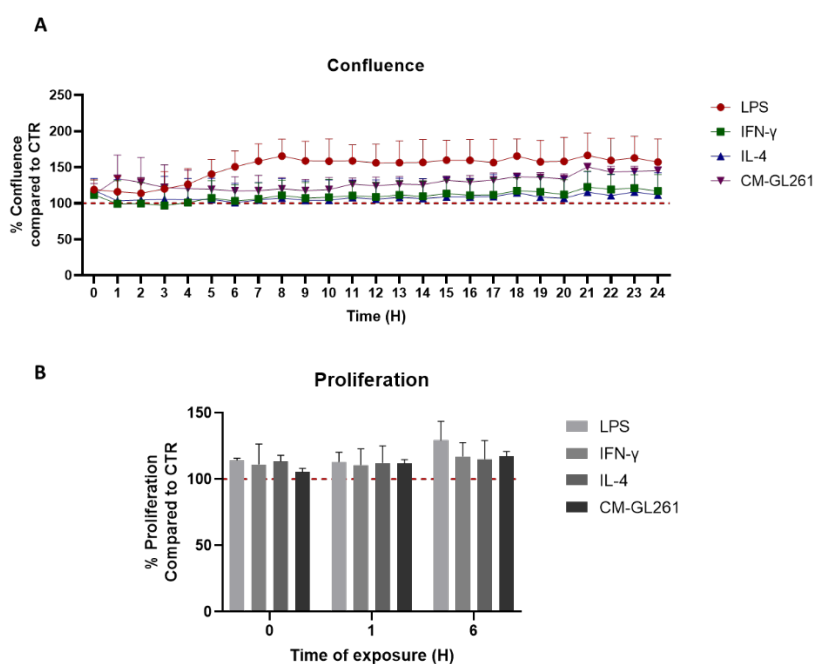 A
Confluence
% Confluence
compared to CTR
250
200
150
100
50
0
0 1 2 3 4 5 6 7 8 9 10 11 12 13 14 15 16 17 18 19 20 21 22 23 24
Time (H)
LPS
IFN-γ
IL-4
CM-GL261
B
Proliferation
% Proliferation
Compared to CTR
150
100
50
0
0 1 6
Time of exposure (H)
LPS
IFN-γ
IL-4
CM-GL261